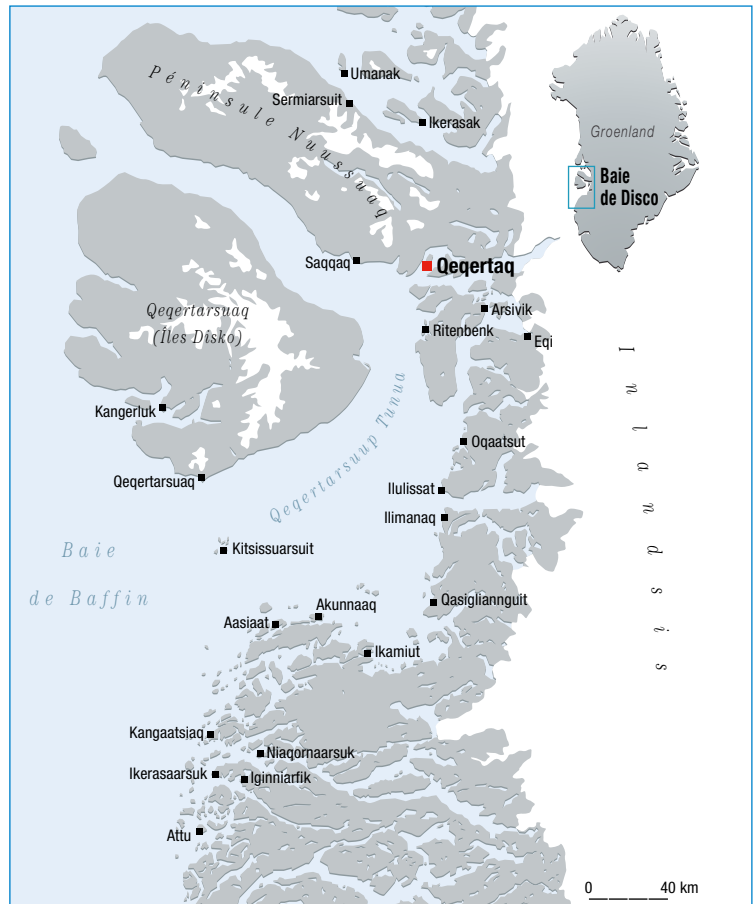 Umanak
Péninsule Nuussuaq
Sermiarsuit
Ikerasak
Groenland
Baie
de Disco
Saqqaq
Qeqertaq
Qeqertarsuaq
(Îles Disko)
Arsivik
Ritenbenk
Eqi
Inlandsis
Kangerluk
Qeqertarsuup Tunua
Oqaatsut
Qeqertarsuaq
Ilulissat
Ilimanaq
Baie
de Baffin
Kitsissuarsuit
Qasigliannguit
Akunnaaq
Aasiaat
Ikamiut
Kangaatsiaq
Niaqornaarsuk
Ikerasaarsuk
Iginniarfik
Attu
0 40 km